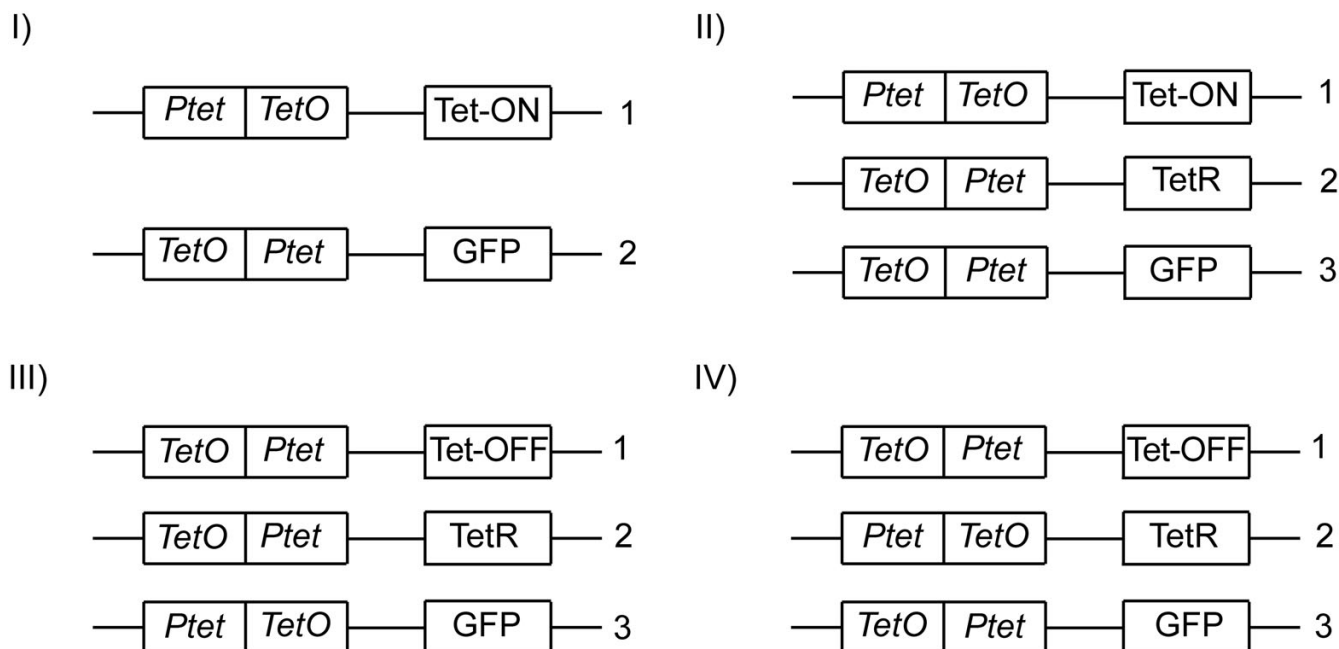 I)
Ptet TetO Tet-ON 1
TetO Ptet GFP 2
II)
Ptet TetO Tet-ON 1
TetO Ptet TetR 2
TetO Ptet GFP 3
III)
TetO Ptet Tet-OFF 1
TetO Ptet TetR 2
Ptet TetO GFP 3
IV)
TetO Ptet Tet-OFF 1
Ptet TetO TetR 2
TetO Ptet GFP 3